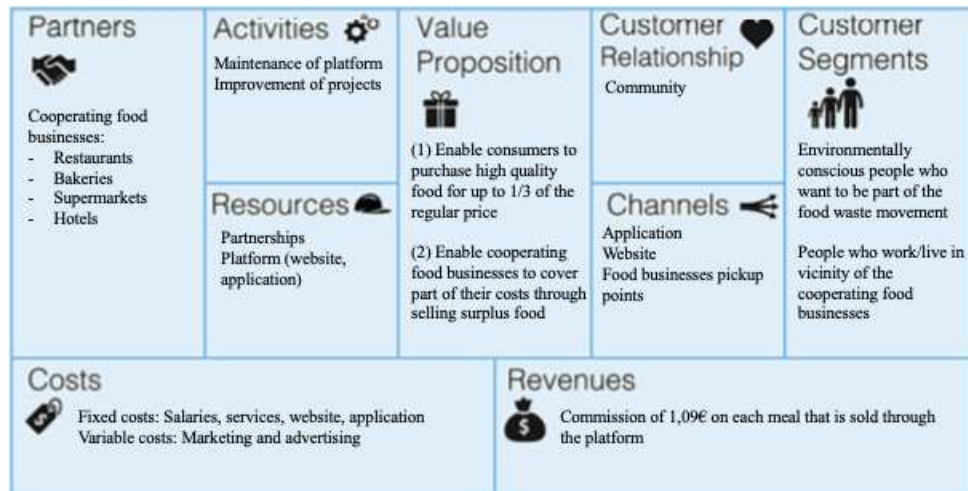 Partners
Cooperating food
businesses:
- Restaurants
- Bakeries
- Supermarkets
- Hotels
Activities
Maintenance of platform
Improvement of projects
Resources
Partnerships
Platform (website,
application)
Value
Proposition
(1) Enable consumers to
purchase high quality
food for up to 1/3 of the
regular price
(2) Enable cooperating
food businesses to cover
part of their costs through
selling surplus food
Customer
Relationship
Community
Channels
Application
Website
Food businesses pickup
points
Customer
Segments
Environmentally
conscious people who
want to be part of the
food waste movement
People who work/live in
vicinity of the
cooperating food
businesses
Costs
$
Fixed costs: Salaries, services, website, application
Variable costs: Marketing and advertising
Revenues
$
Commission of 1,09€ on each meal that is sold through
the platform